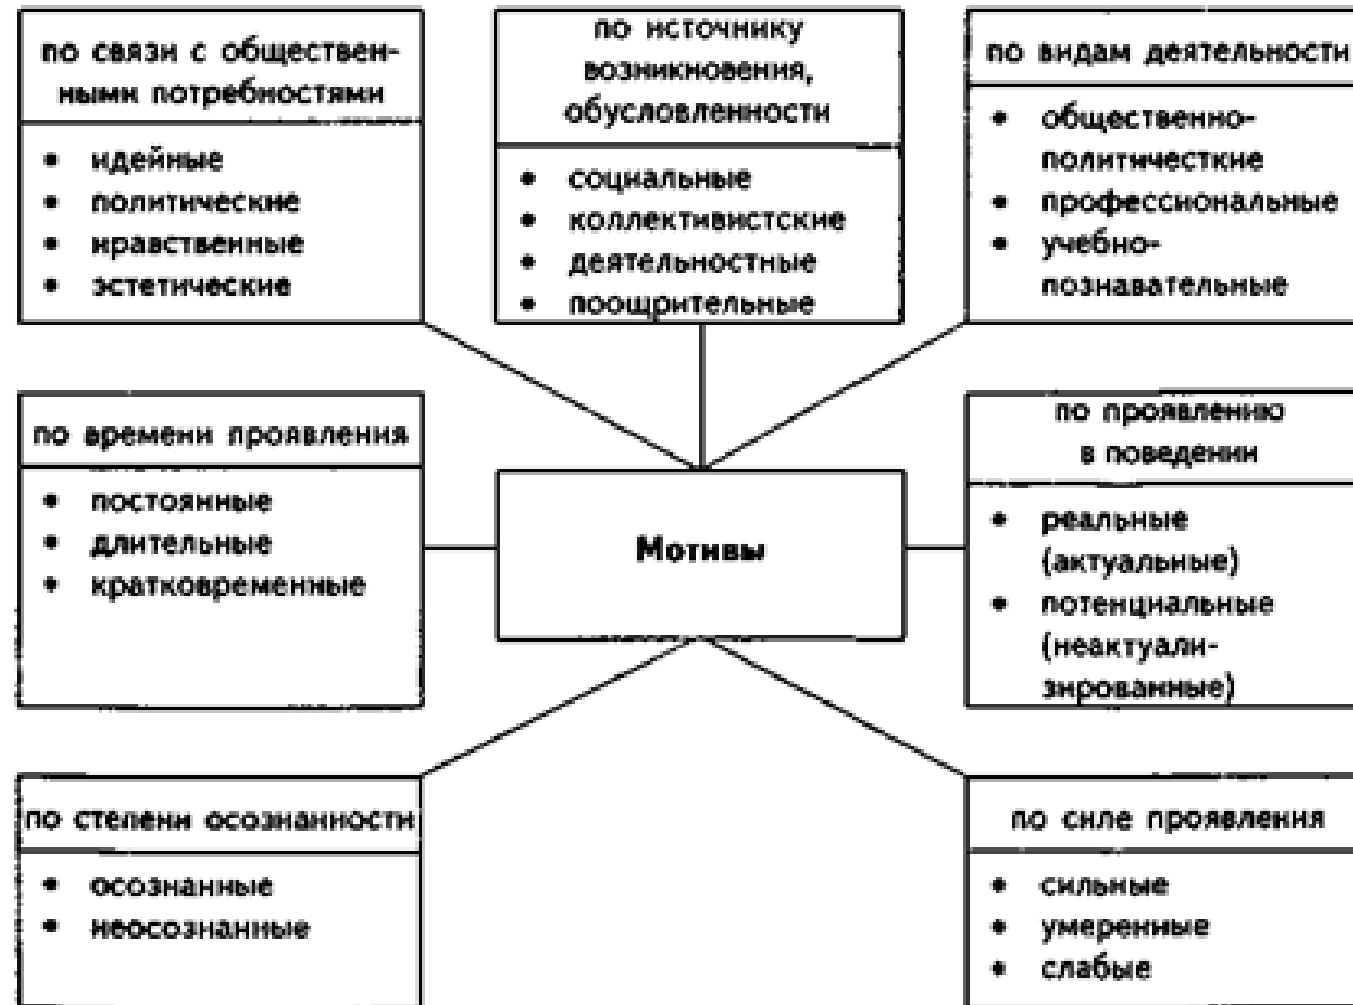 по связи с обществен-
ными потребностями
• идейные
• политические
• нравственные
• эстетические
по источнику
возникновения,
обусловленности
• социальные
• коллективистские
• деятельностные
• поощрительные
по видам деятельности
• общественно-
политичесткие
• профессиональные
• учебно-
познавательные
по времени проявления
• постоянные
• длительные
• кратковременные
Мотивы
по проявлению
в поведении
• реальные
(актуальные)
• потенциальные
(неактуали-
зированные)
по степени осознанности
• осознанные
• неосознанные
по силе проявления
• сильные
• умеренные
• слабые